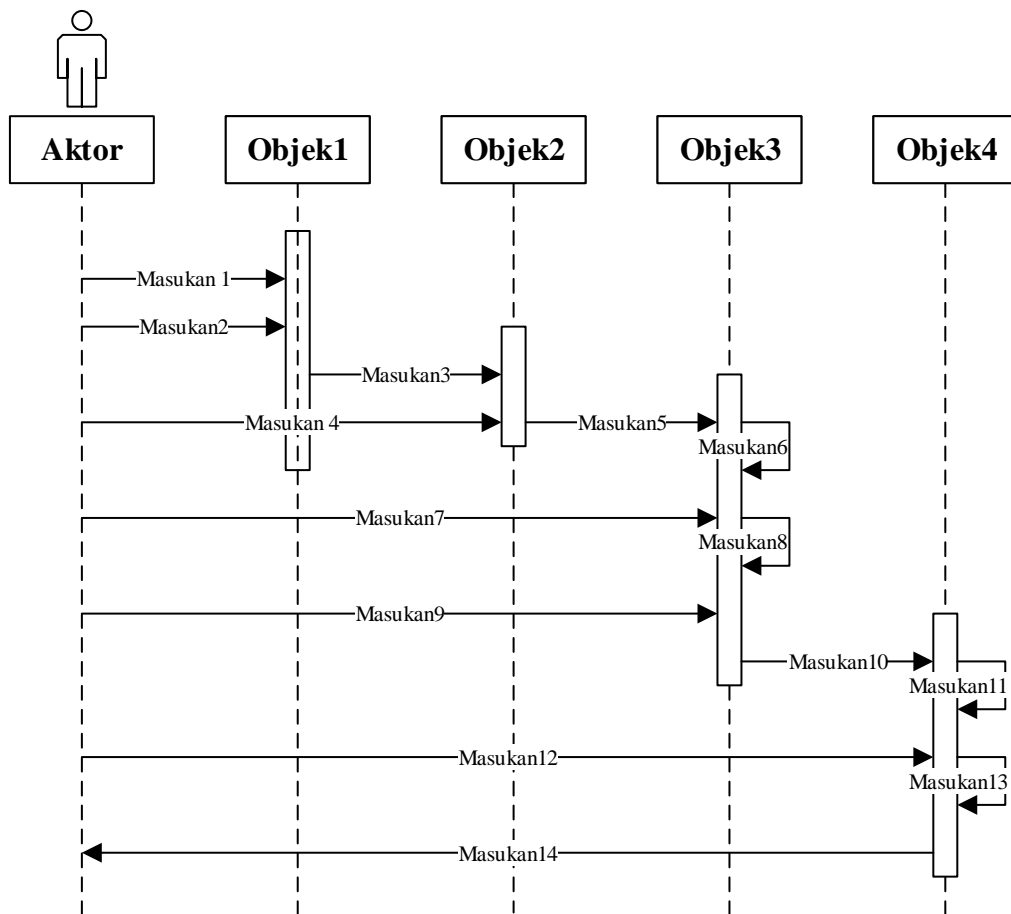 Aktor
Objek1
Objek2
Objek3
Objek4
Masukan 1
Masukan2
Masukan3
Masukan 4
Masukan5
Masukan6
Masukan7
Masukan8
Masukan9
Masukan10
Masukan11
Masukan12
Masukan13
Masukan14